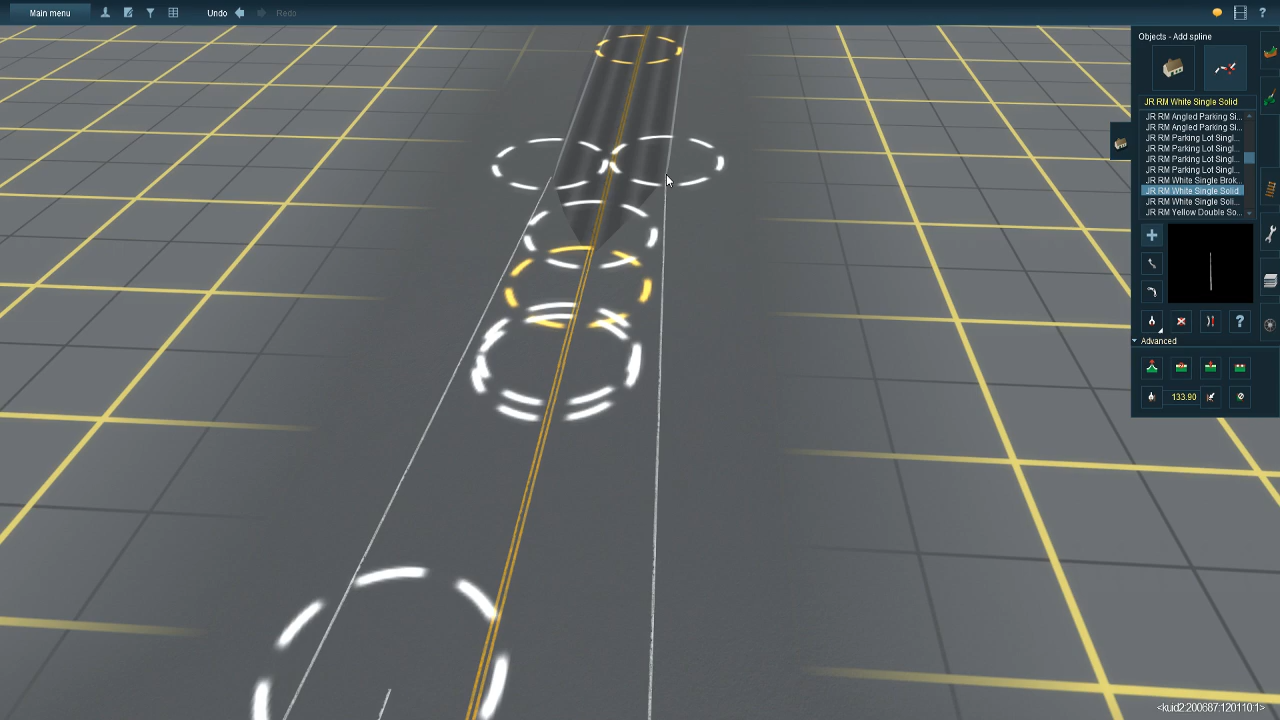 Main menu
Undo
Redo
?
Objects - Add spline
JR RM White Single Solid
JR RM Angled Parking Si...
JR RM Angled Parking Si...
JR RM Parking Lot Singl...
JR RM Parking Lot Singl...
JR RM Parking Lot Singl...
JR RM Parking Lot Singl...
JR RM White Single Brok...
JR RM White Single Solid
JR RM White Single Soli...
JR RM Yellow Double So...
?
Advanced
133.90
<kuid2:200687:120110:1>